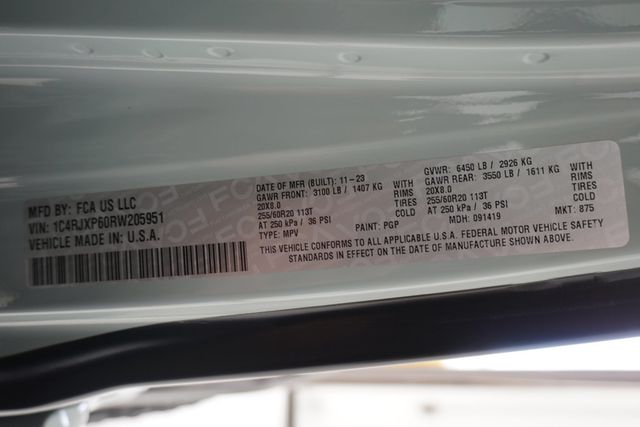 MFD BY: FCA US LLC
VIN: 1C4RJXP60RW205951
VEHICLE MADE IN U.S.A.
DATE OF MFR (BUILT): 11-23
GAWR FRONT: 3100 LB / 1407 KG WITH
20X8.0 RIMS
255/60R20 113T TIRES
AT 250 kPa / 36 PSI COLD
TYPE: MPV
PAINT: PGP
GVWR: 6450 LB / 2926 KG
GAWR REAR: 3550 LB / 1611 KG WITH
20X8.0 RIMS
255/60R20 113T TIRES
AT 250 kPa / 36 PSI COLD
MDH: 091419
MKT: 875
THIS VEHICLE CONFORMS TO ALL APPLICABLE U.S.A. FEDERAL MOTOR VEHICLE SAFETY
STANDARDS IN EFFECT ON THE DATE OF MANUFACTURE SHOWN ABOVE.